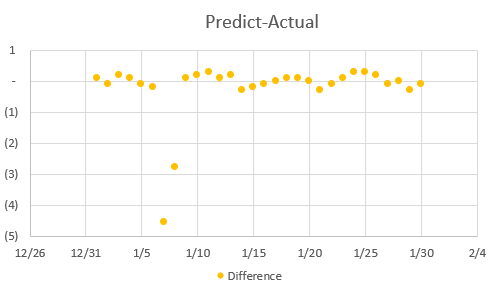 Predict-Actual
1
-
(1)
(2)
(3)
(4)
(5)
12/26 12/31 1/5 1/10 1/15 1/20 1/25 1/30 2/4
Difference